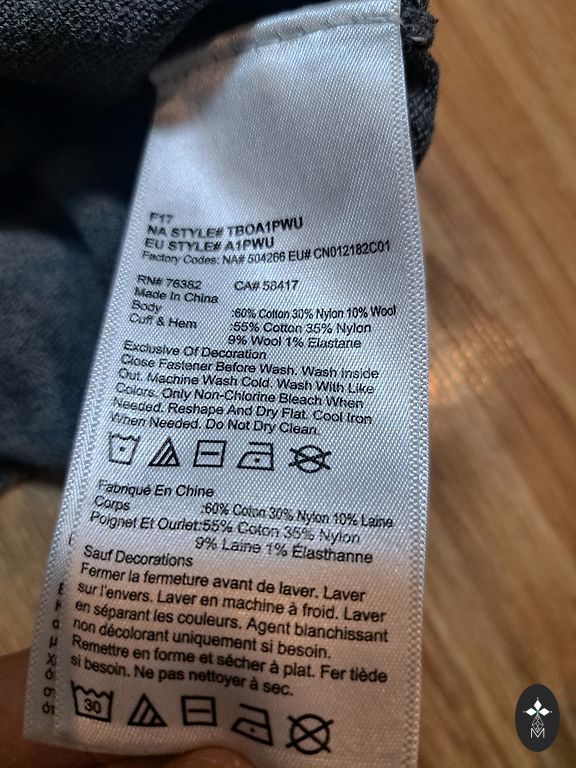 F17
NA STYLE# TBOA1PWU
EU STYLE# A1PWU
Factory Codes: NA# 504266 EU# CN012182C01
RN# 76382 CA# 58417
Made In China
Body :60% Cotton 30% Nylon 10% Wool
Cuff & Hem :55% Cotton 35% Nylon
9% Wool 1% Elastane
Exclusive Of Decoration
Close Fastener Before Wash. Wash Inside
Out. Machine Wash Cold. Wash With Like
Colors. Only Non-Chlorine Bleach When
Needed. Reshape And Dry Flat. Cool Iron
When Needed. Do Not Dry Clean.
Fabriqué En Chine
Corps :60% Coton 30% Nylon 10% Laine
Poignet Et Ourlet:55% Coton 35% Nylon
9% Laine 1% Élasthanne
Sauf Decorations
Fermer la fermeture avant de laver. Laver
sur l'envers. Laver en machine à froid. Laver
en séparant les couleurs. Agent blanchissant
non décolorant uniquement si besoin.
Remettre en forme et sécher à plat. Fer tiède
si besoin. Ne pas nettoyer à sec.
30
M